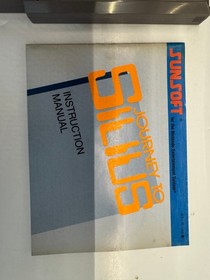 SUNSOFT
JOURNEY TO
SILIUS
INSTRUCTION
MANUAL